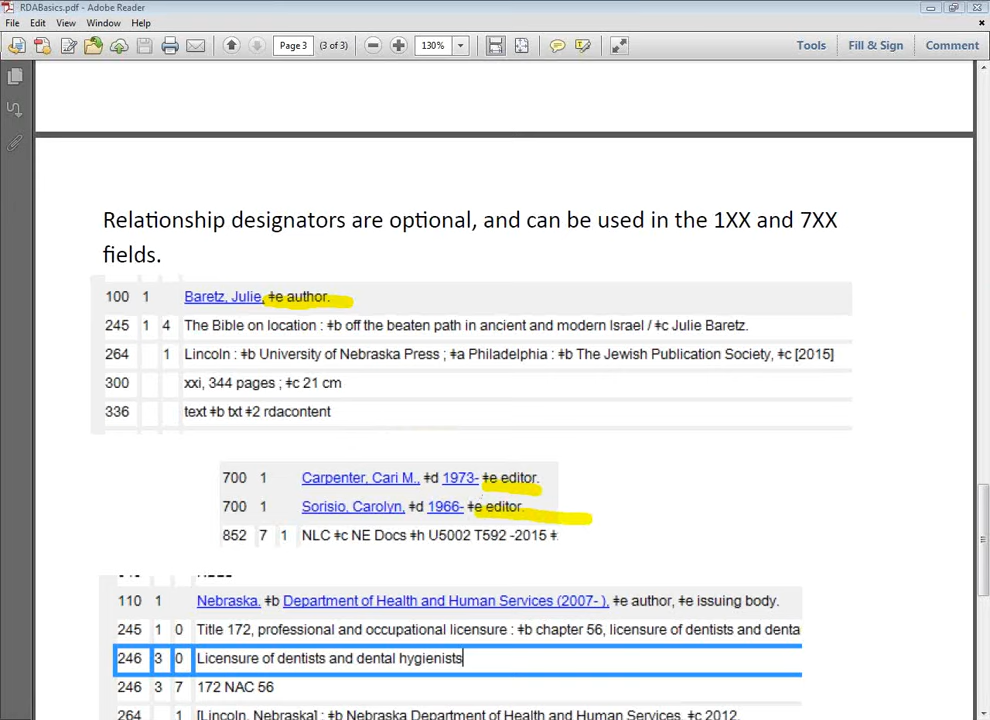 RDABasics.pdf - Adobe Reader
File Edit View Window Help
Page 3 (3 of 3) 130% Tools Fill & Sign Comment
Relationship designators are optional, and can be used in the 1XX and 7XX
fields.
100 1 Baretz, Julie, ǂe author.
245 1 4 The Bible on location : ǂb off the beaten path in ancient and modern Israel / ǂc Julie Baretz.
264 1 Lincoln : ǂb University of Nebraska Press ; ǂa Philadelphia : ǂb The Jewish Publication Society, ǂc [2015]
300 xxi, 344 pages ; ǂc 21 cm
336 text ǂb txt ǂ2 rdacontent
700 1 Carpenter, Cari M., ǂd 1973- ǂe editor.
700 1 Sorisio, Carolyn, ǂd 1966- ǂe editor.
852 7 1 NLC ǂc NE Docs ǂh U5002 T592 -2015 ǂ
110 1 Nebraska. ǂb Department of Health and Human Services (2007- ), ǂe author, ǂe issuing body.
245 1 0 Title 172, professional and occupational licensure : ǂb chapter 56, licensure of dentists and denta
246 3 0 Licensure of dentists and dental hygienists
246 3 7 172 NAC 56
264 1 [Lincoln, Nebraska] : ǂb Nebraska Department of Health and Human Services, ǂc 2012.